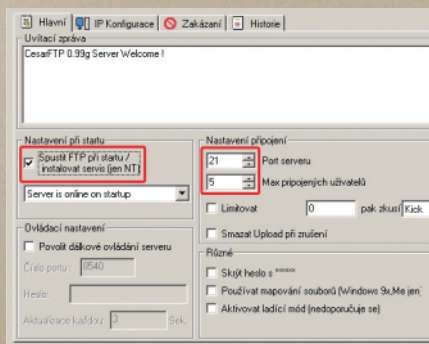 Hlavní IP Konfigurace Zakázaní Historie
Uvítací zpráva
CesarFTP 0.99g Server Welcome !
Nastavení při startu
Spustit FTP při startu /
instalovat servis (jen NT)
Server is online on startup
Nastavení připojení
21 Port serveru
5 Max pripojených uživatelů
Limitovat 0 pak zkusí Kick
Smazat Upload při zrušení
Ovládací nastavení
Povolit dálkové ovládání serveru
Číslo portu: 8540
Heslo:
Aktualizace každou: 3 Sek.
Různé
Skrýt heslo s *****
Používat mapování souborů (Windows 9x,Me jen)
Aktivovat ladící mód (nedoporučuje se)